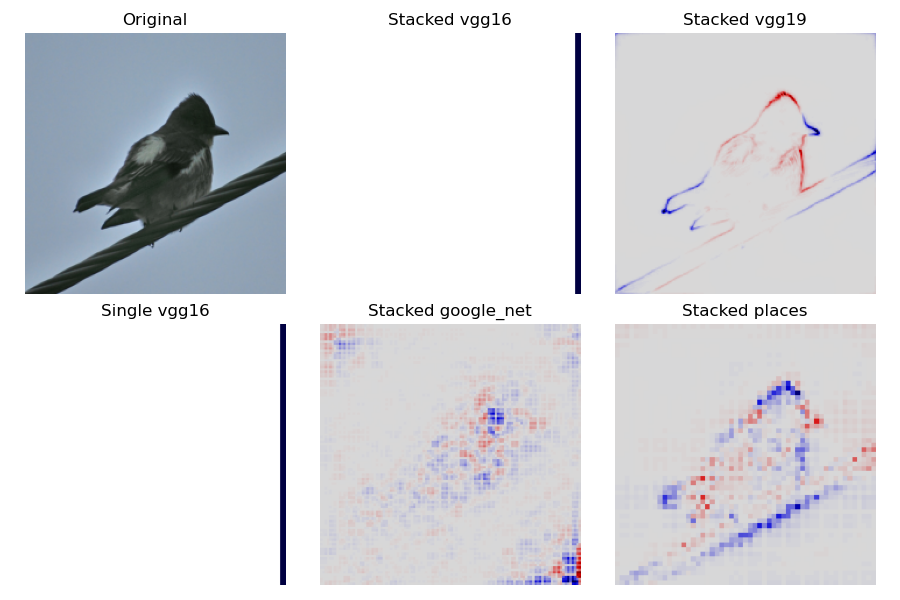 Original
Stacked vgg16
Stacked vgg19
Single vgg16
Stacked google_net
Stacked places